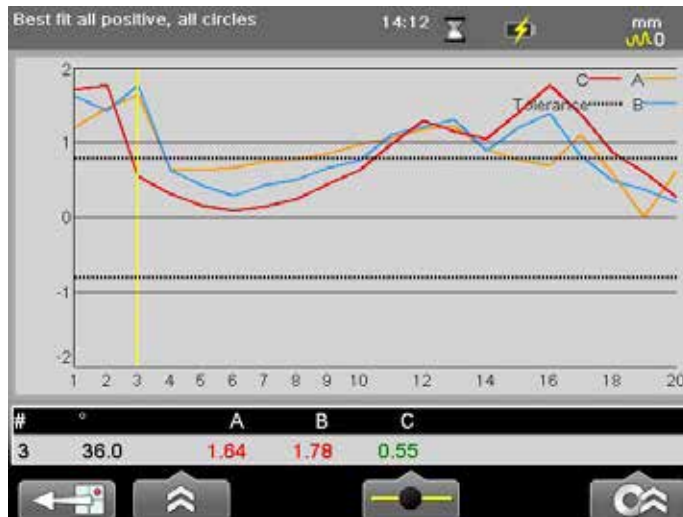 Best fit all positive, all circles 14:12 mm
0
C A
Tolerance B
2
1
0
-1
-2
1 2 3 4 5 6 7 8 9 10 12 14 16 18 20
# ° A B C
3 36.0 1.64 1.78 0.55